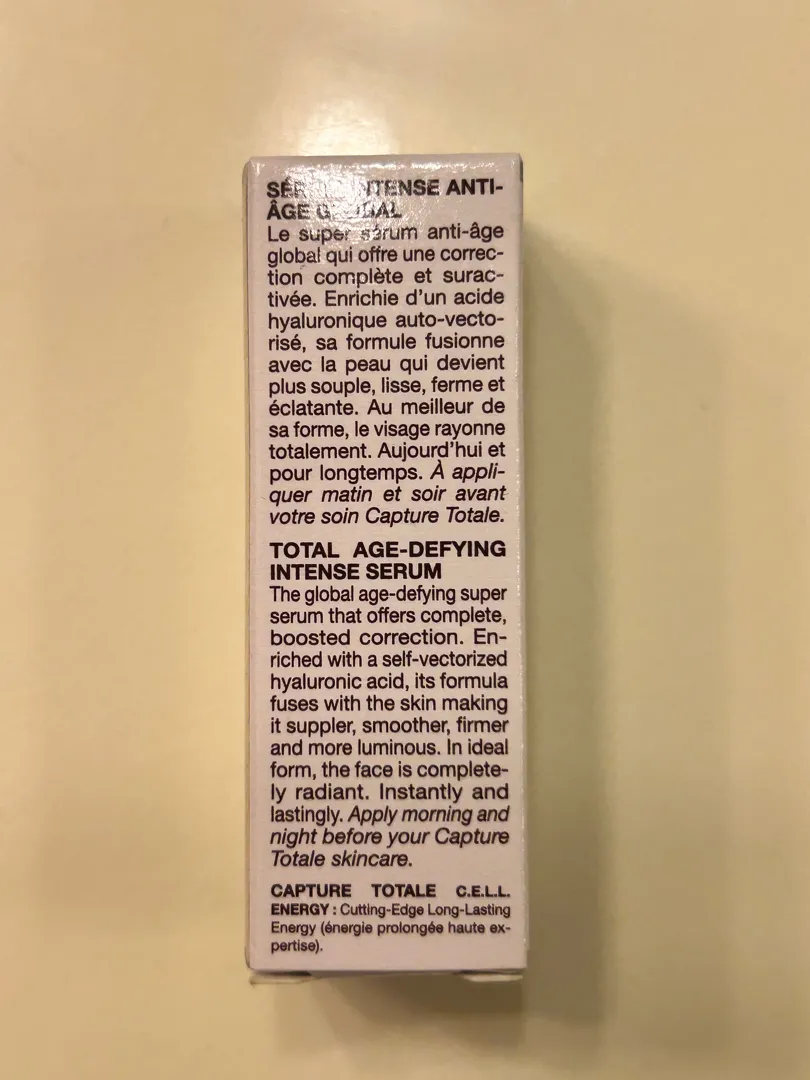 ANTI-
ÂGE
Le super sérum anti-âge
global qui offre une correc-
tion complète et surac-
tivée. Enrichie d'un acide
hyaluronique auto-vecto-
risé, sa formule fusionne
avec la peau qui devient
plus souple, lisse, ferme et
éclatante. Au meilleur de
sa forme, le visage rayonne
totalement. Aujourd'hui et
pour longtemps. À appli-
quer matin et soir avant
votre soin Capture Totale.
TOTAL AGE-DEFYING
INTENSE SERUM
The global age-defying super
serum that offers complete,
boosted correction. En-
riched with a self-vectorized
hyaluronic acid, its formula
fuses with the skin making
it suppler, smoother, firmer
and more luminous. In ideal
form, the face is complete-
ly radiant. Instantly and
lastingly. Apply morning and
night before your Capture
Totale skincare.
CAPTURE TOTALE C.E.L.L.
ENERGY : Cutting-Edge Long-Lasting
Energy (énergie prolongée haute ex-
pertise).